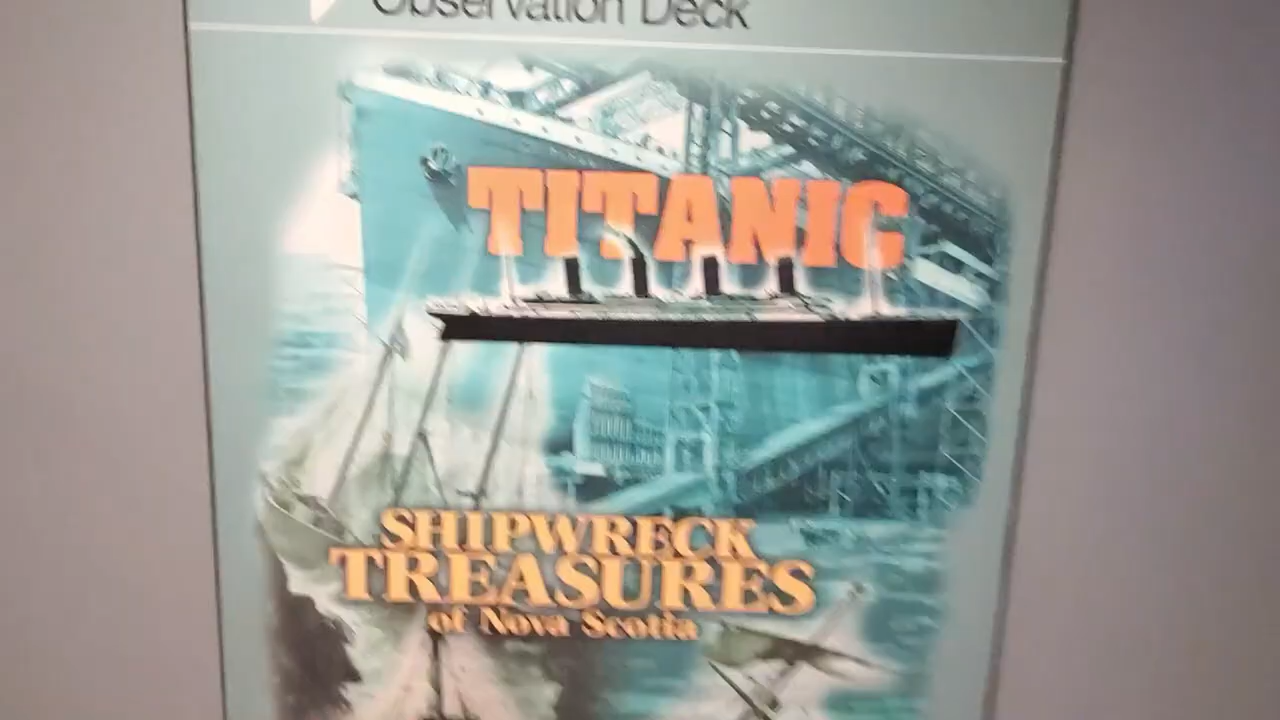 Observation Deck
TITANIC
SHIPWRECK
TREASURES
of Nova Scotia